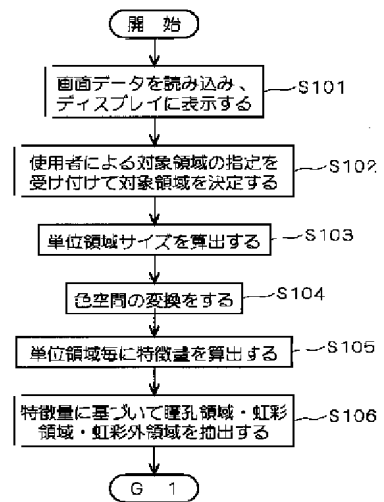 開 始
画面データを読み込み、
ディスプレイに表示する
S101
使用者による対象領域の指定を
受け付けて対象領域を決定する
S102
単位領域サイズを算出する
S103
色空間の変換をする
S104
単位領域毎に特徴量を算出する
S105
特徴量に基づいて瞳孔領域・虹彩
領域・虹彩外領域を抽出する
S106
G 1